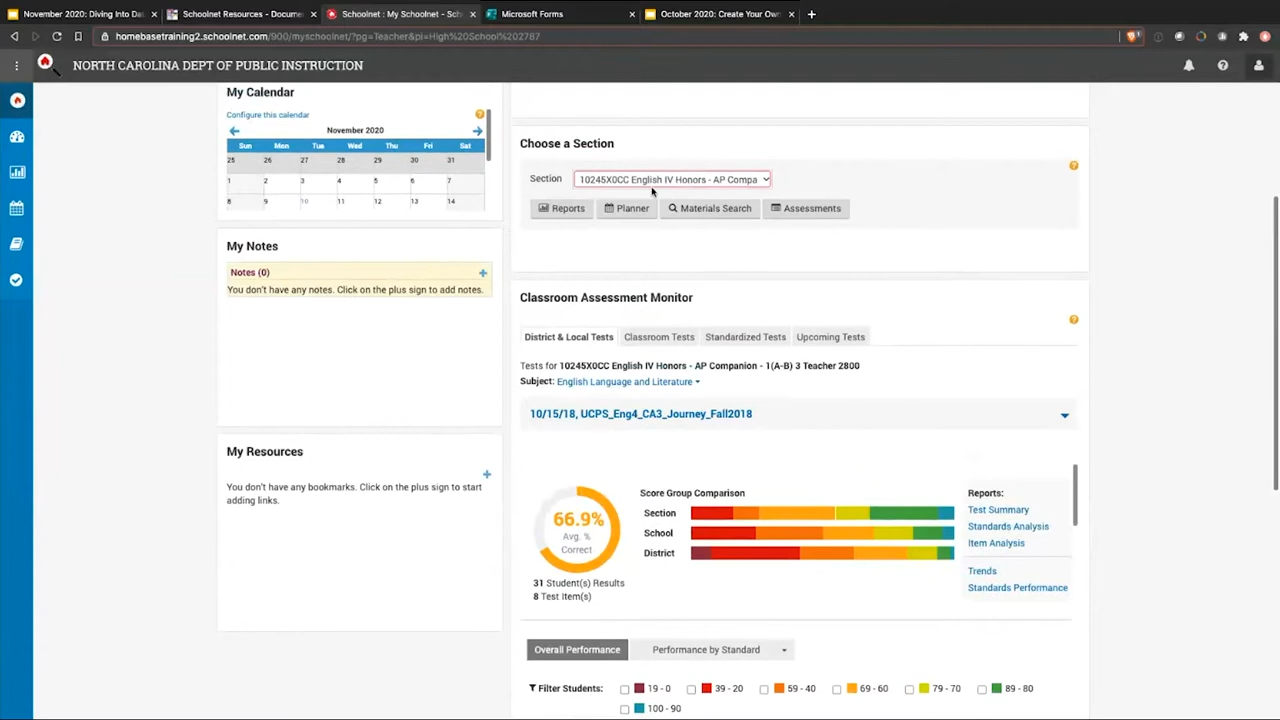 November 2020: Diving Into Da
Schoolnet Resources - Docume
Schoolnet : My Schoolnet - Sc
Microsoft Forms
October 2020: Create Your Own
homebasetraining2.schoolnet.com/900/myschoolnet/?pg=Teacher&pi=High%20School%202787
NORTH CAROLINA DEPT OF PUBLIC INSTRUCTION
My Calendar
Configure this calendar
November 2020
Sun Mon Tue Wed Thu Fri Sat
25 26 27 28 29 30 31
1 2 3 4 5 6 7
8 9 10 11 12 13 14
My Notes
Notes (0)
You don't have any notes. Click on the plus sign to add notes.
My Resources
You don't have any bookmarks. Click on the plus sign to start
adding links.
Choose a Section
Section 10245X0CC English IV Honors - AP Compa
Reports Planner Materials Search Assessments
Classroom Assessment Monitor
District & Local Tests Classroom Tests Standardized Tests Upcoming Tests
Tests for 10245X0CC English IV Honors - AP Companion - 1(A-B) 3 Teacher 2800
Subject: English Language and Literature
10/15/18, UCPS_Eng4_CA3_Journey_Fall2018
66.9%
Avg. %
Correct
31 Student(s) Results
8 Test Item(s)
Score Group Comparison
Section
School
District
Reports:
Test Summary
Standards Analysis
Item Analysis
Trends
Standards Performance
Overall Performance Performance by Standard
Filter Students: 19 - 0 39 - 20 59 - 40 69 - 60 79 - 70 89 - 80
100 - 90